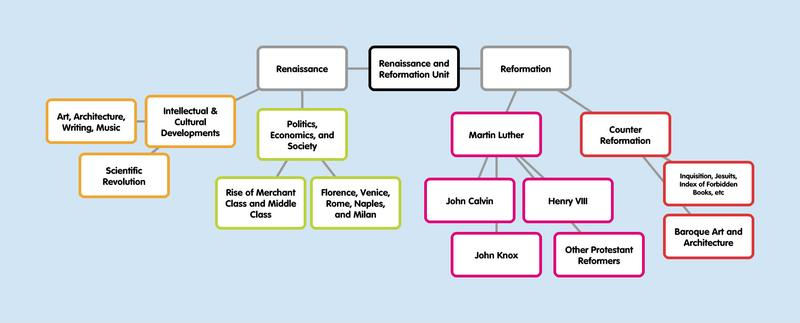 Renaissance
Renaissance and
Reformation Unit
Reformation
Art, Architecture,
Writing, Music
Intellectual &
Cultural
Developments
Scientific
Revolution
Politics,
Economics, and
Society
Rise of Merchant
Class and Middle
Class
Florence, Venice,
Rome, Naples,
and Milan
Martin Luther
John Calvin
Henry VIII
John Knox
Other Protestant
Reformers
Counter
Reformation
Inquisition, Jesuits,
Index of Forbidden
Books, etc
Baroque Art and
Architecture